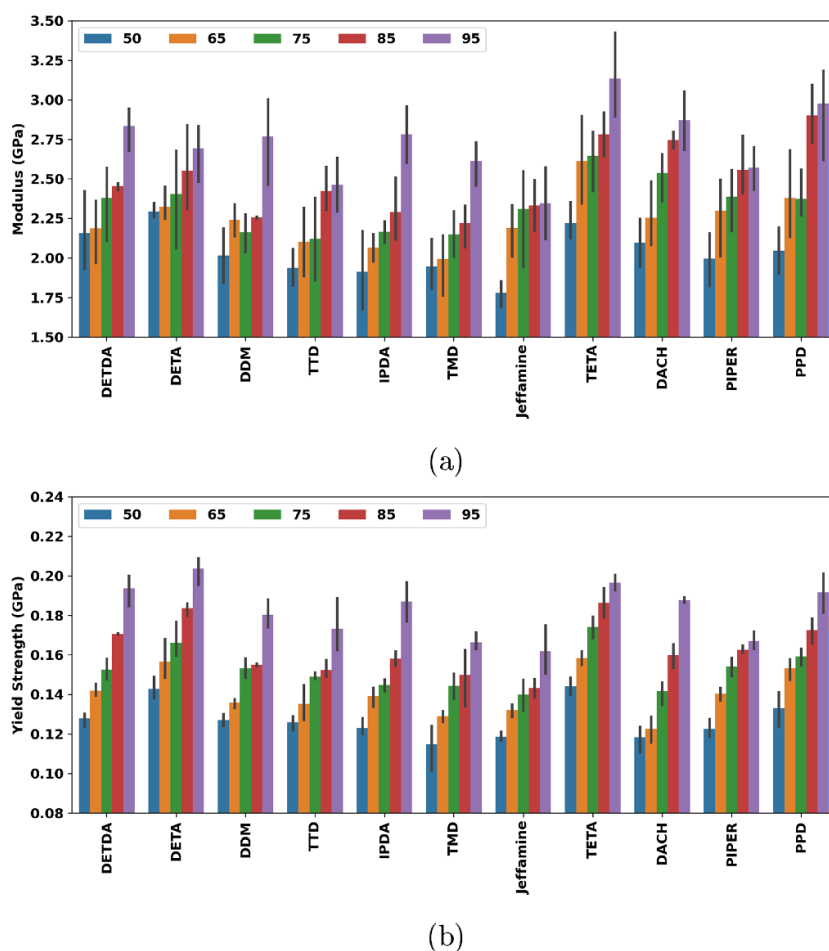 3.50
50 65 75 85 95
3.25
3.00
2.75
2.50
2.25
2.00
1.75
1.50
Modulus (GPa)
DETDA DETA DDM TTD IPDA TMD Jeffamine TETA DACH PIPER PPD
(a)
0.24
50 65 75 85 95
0.22
0.20
0.18
0.16
0.14
0.12
0.10
0.08
Yield Strength (GPa)
DETDA DETA DDM TTD IPDA TMD Jeffamine TETA DACH PIPER PPD
(b)